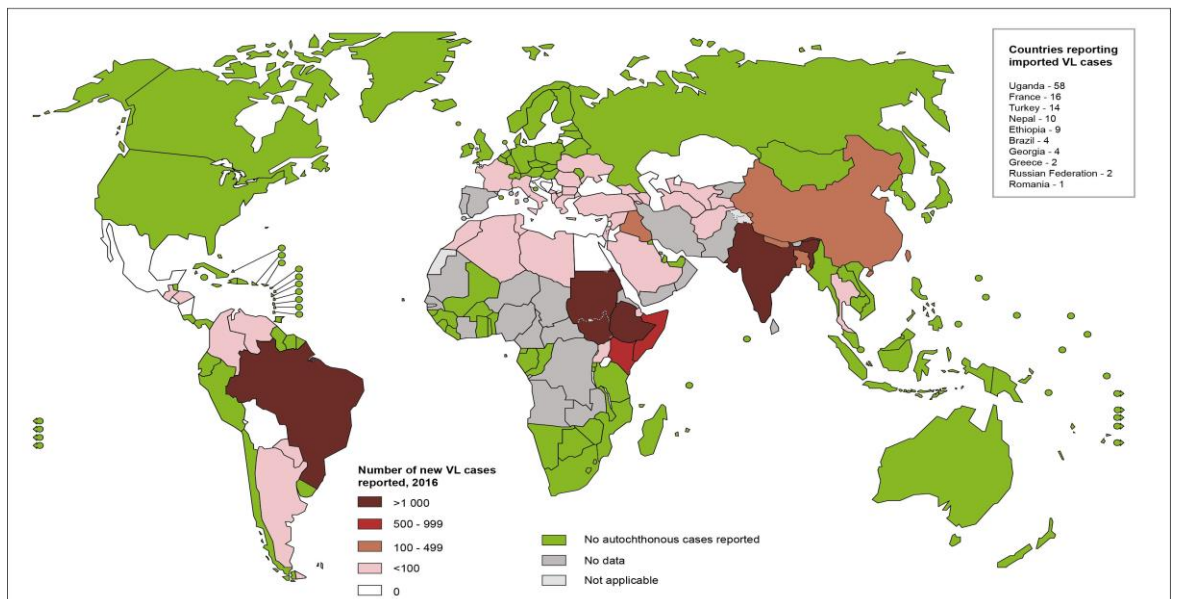 Countries reporting
imported VL cases
Uganda - 58
France - 16
Turkey - 14
Nepal - 10
Ethiopia - 9
Brazil - 4
Georgia - 4
Greece - 2
Russian Federation - 2
Romania - 1
Number of new VL cases
reported, 2016
>1 000
500 - 999
100 - 499
<100
0
No autochthonous cases reported
No data
Not applicable